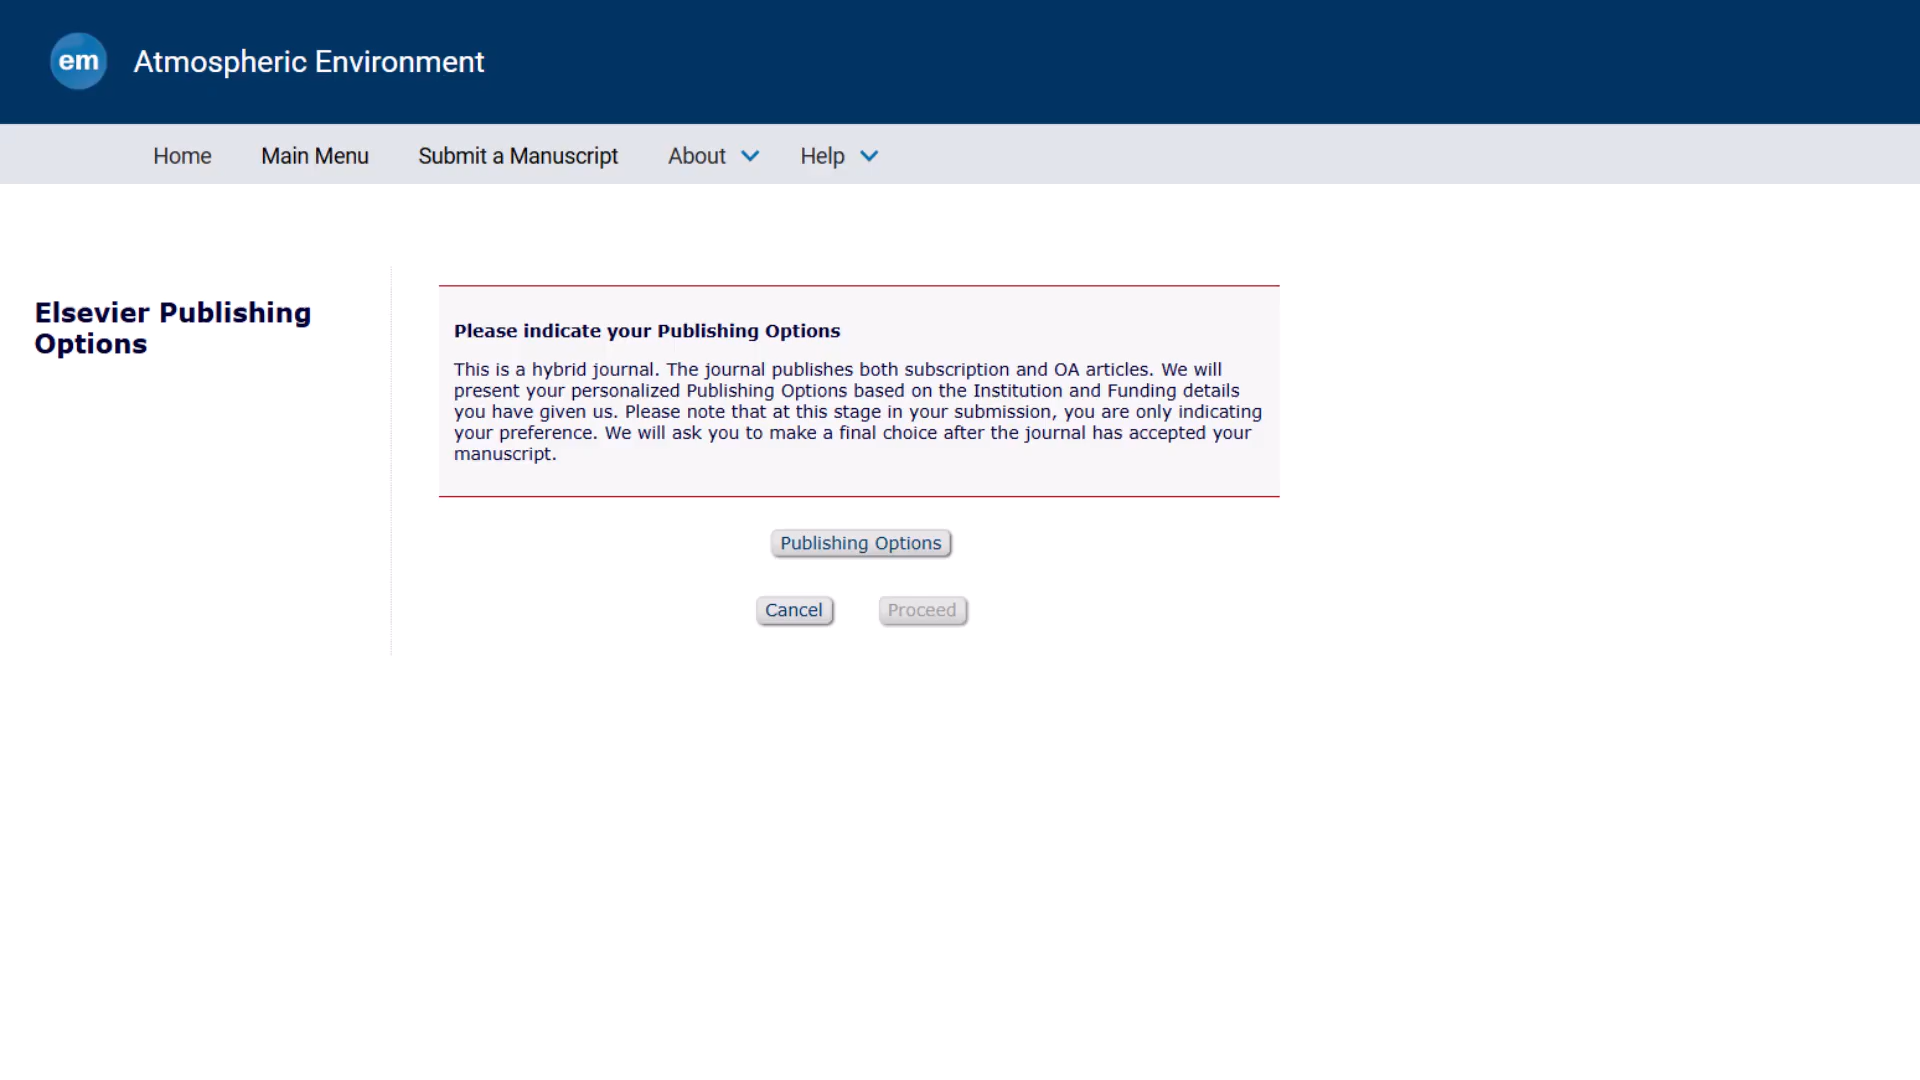 em
Atmospheric Environment
Home Main Menu Submit a Manuscript About Help
Elsevier Publishing
Options
Please indicate your Publishing Options
This is a hybrid journal. The journal publishes both subscription and OA articles. We will
present your personalized Publishing Options based on the Institution and Funding details
you have given us. Please note that at this stage in your submission, you are only indicating
your preference. We will ask you to make a final choice after the journal has accepted your
manuscript.
Publishing Options
Cancel Proceed